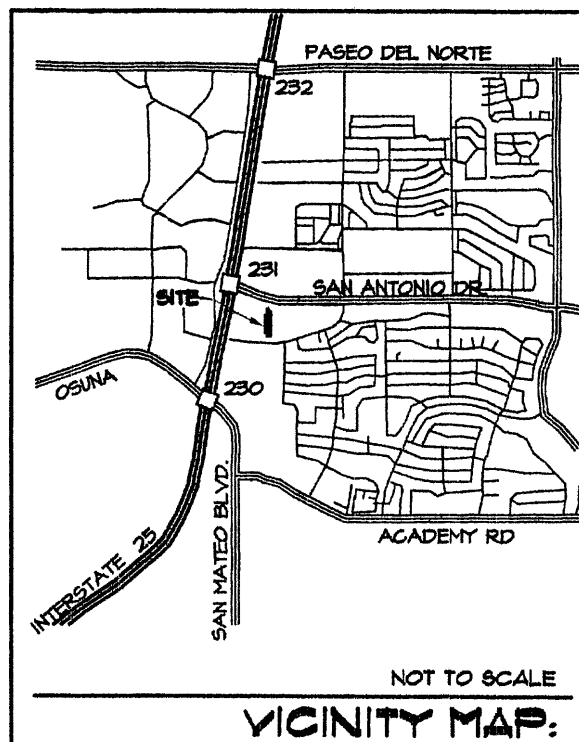 PASEO DEL NORTE
232
231
SAN ANTONIO DR.
SITE
230
OSUNA
SAN MATEO BLVD.
ACADEMY RD
INTERSTATE 25
NOT TO SCALE
VICINITY MAP: